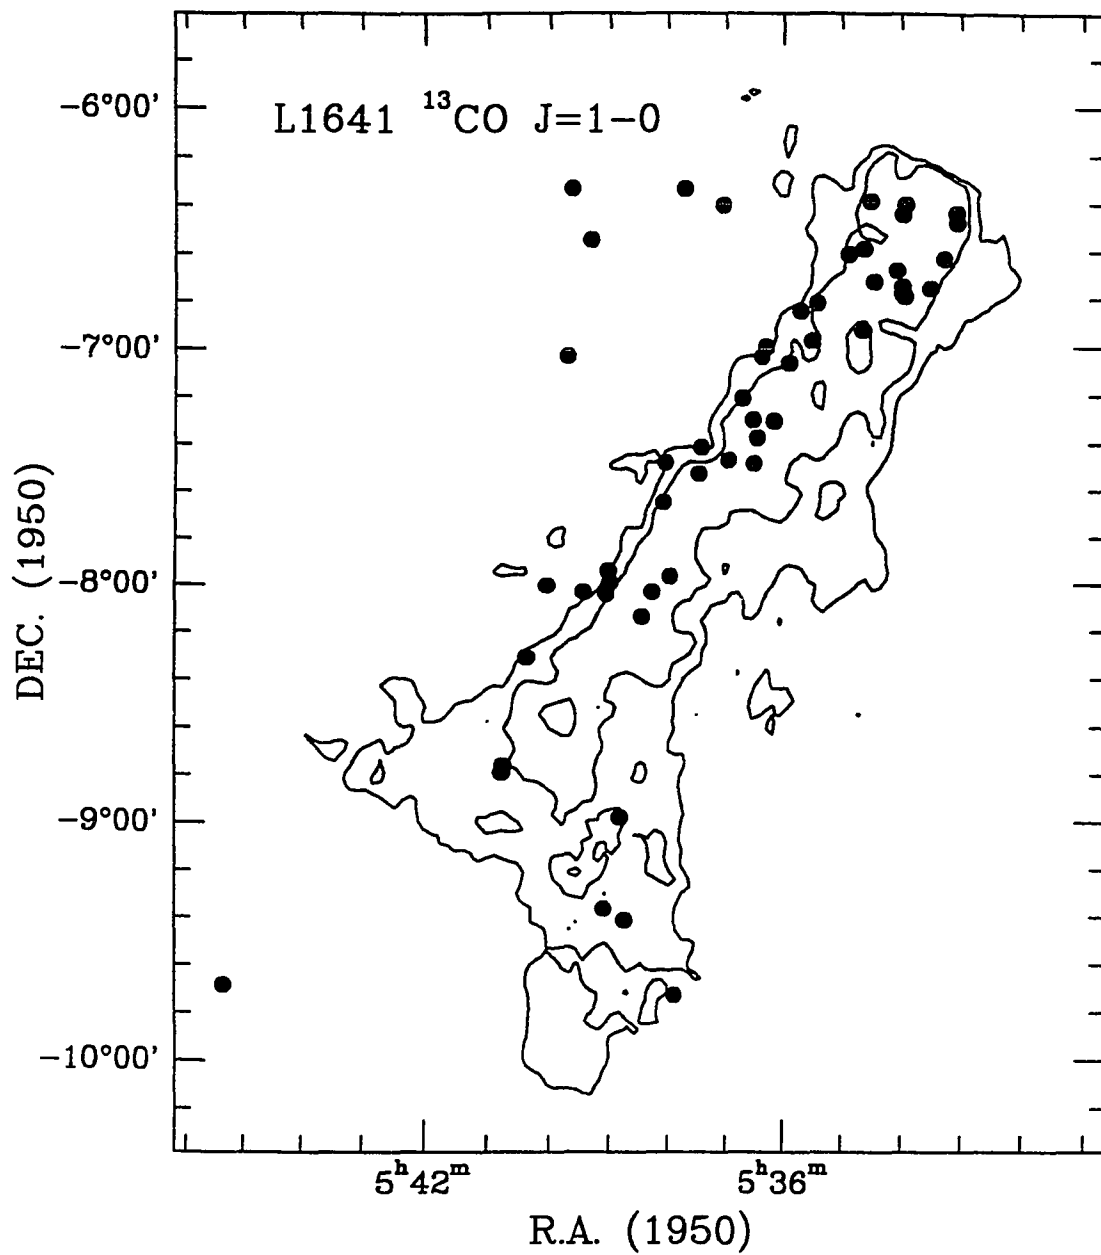 L1641 ¹³CO J=1−0
−6°00'
−7°00'
−8°00'
−9°00'
−10°00'
DEC. (1950)
5ʰ42ᵐ
5ʰ36ᵐ
R.A. (1950)